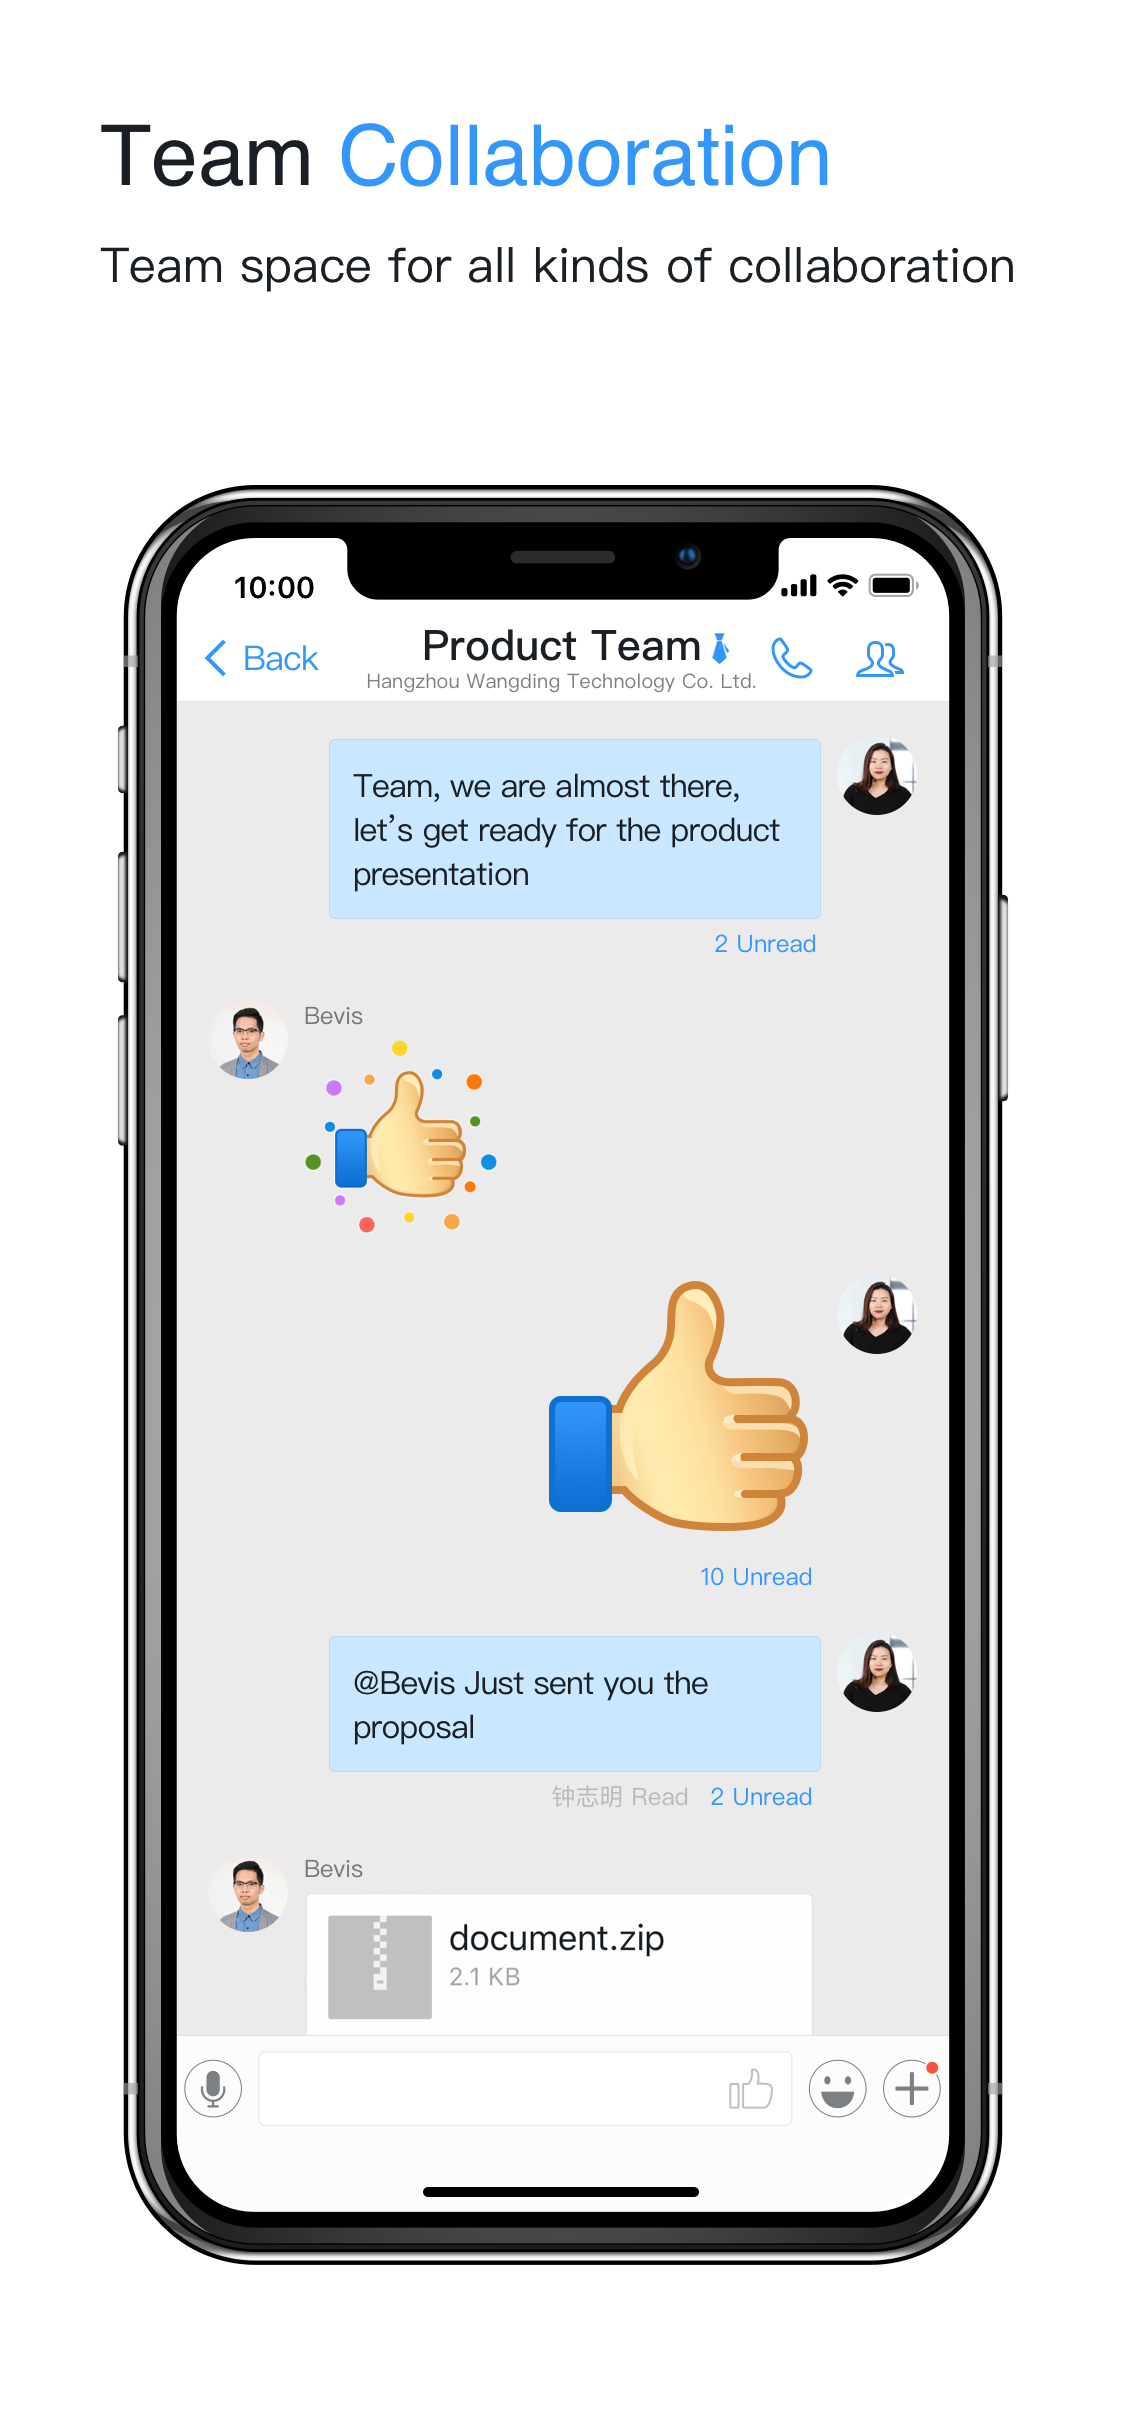 Team Collaboration
Team space for all kinds of collaboration
10:00
Back
Product Team
Hangzhou Wangding Technology Co. Ltd.
Team, we are almost there,
let’s get ready for the product
presentation
2 Unread
Bevis
10 Unread
@Bevis Just sent you the
proposal
钟志明 Read 2 Unread
Bevis
document.zip
2.1 KB